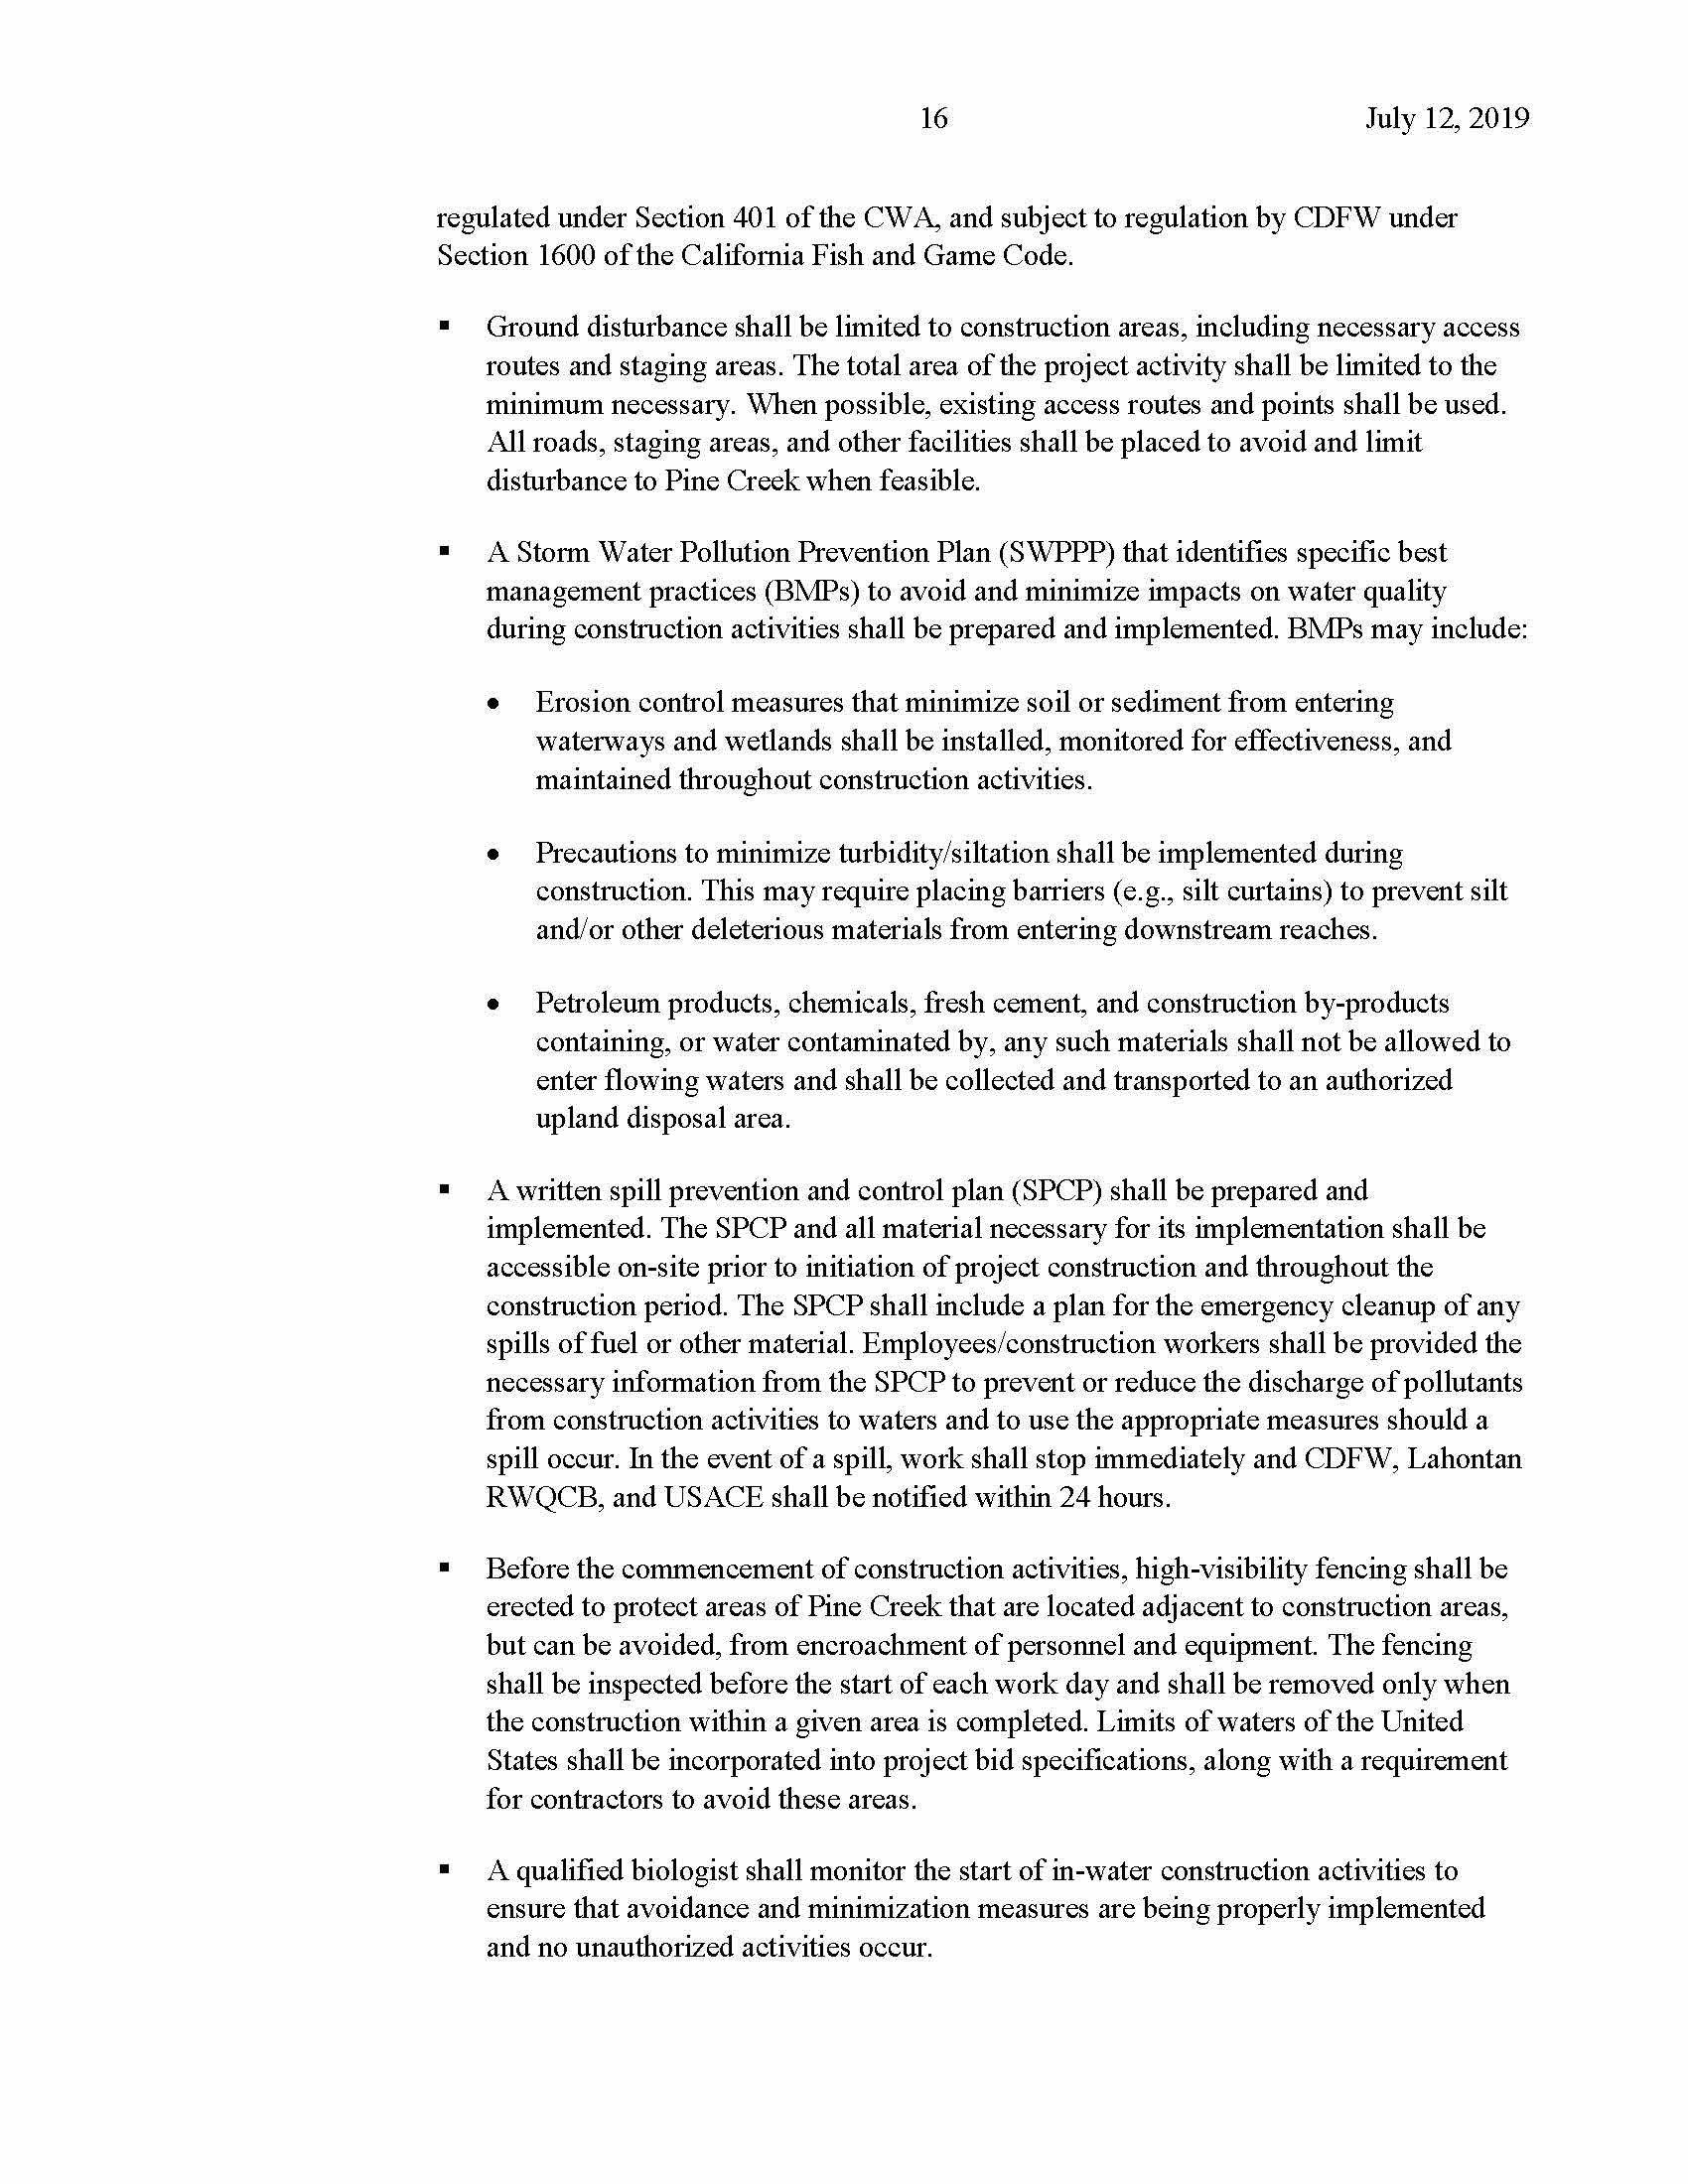 16 July 12, 2019
regulated under Section 401 of the CWA, and subject to regulation by CDFW under
Section 1600 of the California Fish and Game Code.
▪ Ground disturbance shall be limited to construction areas, including necessary access
routes and staging areas. The total area of the project activity shall be limited to the
minimum necessary. When possible, existing access routes and points shall be used.
All roads, staging areas, and other facilities shall be placed to avoid and limit
disturbance to Pine Creek when feasible.
▪ A Storm Water Pollution Prevention Plan (SWPPP) that identifies specific best
management practices (BMPs) to avoid and minimize impacts on water quality
during construction activities shall be prepared and implemented. BMPs may include:
• Erosion control measures that minimize soil or sediment from entering
waterways and wetlands shall be installed, monitored for effectiveness, and
maintained throughout construction activities.
• Precautions to minimize turbidity/siltation shall be implemented during
construction. This may require placing barriers (e.g., silt curtains) to prevent silt
and/or other deleterious materials from entering downstream reaches.
• Petroleum products, chemicals, fresh cement, and construction by-products
containing, or water contaminated by, any such materials shall not be allowed to
enter flowing waters and shall be collected and transported to an authorized
upland disposal area.
▪ A written spill prevention and control plan (SPCP) shall be prepared and
implemented. The SPCP and all material necessary for its implementation shall be
accessible on-site prior to initiation of project construction and throughout the
construction period. The SPCP shall include a plan for the emergency cleanup of any
spills of fuel or other material. Employees/construction workers shall be provided the
necessary information from the SPCP to prevent or reduce the discharge of pollutants
from construction activities to waters and to use the appropriate measures should a
spill occur. In the event of a spill, work shall stop immediately and CDFW, Lahontan
RWQCB, and USACE shall be notified within 24 hours.
▪ Before the commencement of construction activities, high-visibility fencing shall be
erected to protect areas of Pine Creek that are located adjacent to construction areas,
but can be avoided, from encroachment of personnel and equipment. The fencing
shall be inspected before the start of each work day and shall be removed only when
the construction within a given area is completed. Limits of waters of the United
States shall be incorporated into project bid specifications, along with a requirement
for contractors to avoid these areas.
▪ A qualified biologist shall monitor the start of in-water construction activities to
ensure that avoidance and minimization measures are being properly implemented
and no unauthorized activities occur.